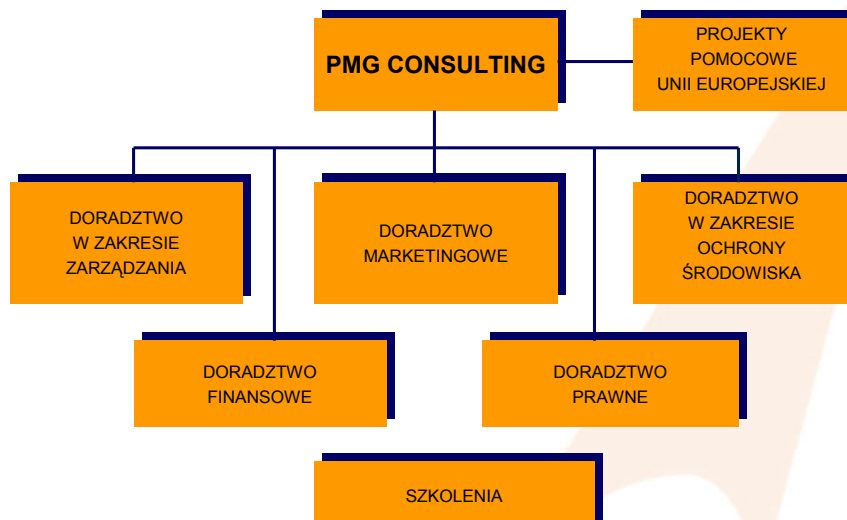 PMG CONSULTING
PROJEKTY
POMOCOWE
UNII EUROPEJSKIEJ
DORADZTWO
W ZAKRESIE
ZARZĄDZANIA
DORADZTWO
MARKETINGOWE
DORADZTWO
W ZAKRESIE
OCHRONY
ŚRODOWISKA
DORADZTWO
FINANSOWE
DORADZTWO
PRAWNE
SZKOLENIA